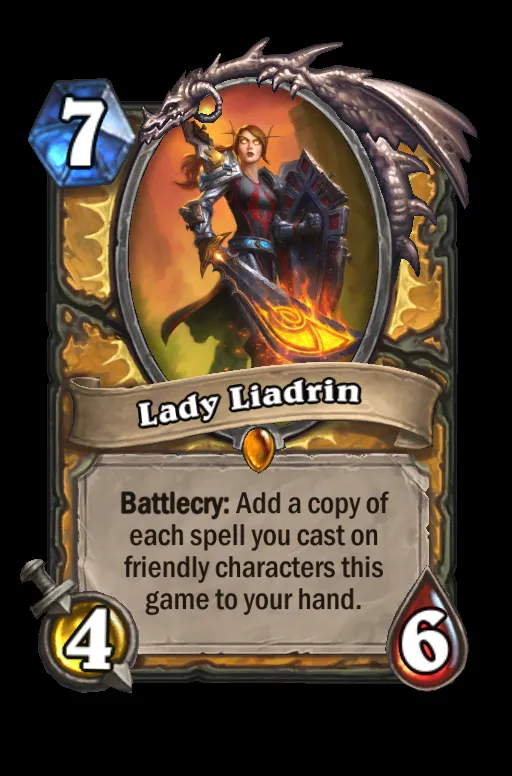 7
Lady Liadrin
Battlecry: Add a copy of
each spell you cast on
friendly characters this
game to your hand.
4
6